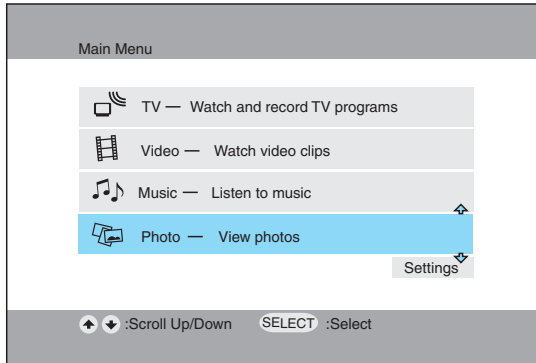 Main Menu
TV — Watch and record TV programs
Video — Watch video clips
Music — Listen to music
Photo — View photos
Settings
:Scroll Up/Down SELECT :Select